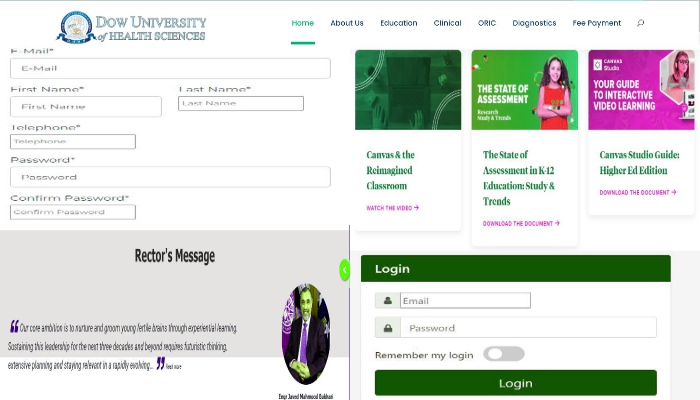 DOW UNIVERSITY
of HEALTH SCIENCES
Home About Us Education Clinical ORIC Diagnostics Fee Payment
E-Mail*
E-Mail
First Name* Last Name*
First Name Last Name
Telephone*
Telephone
Password*
Password
Confirm Password*
Confirm Password
CANVAS
Studio
THE STATE OF
ASSESSMENT
Research
Study & Trends
YOUR GUIDE
TO INTERACTIVE
VIDEO LEARNING
Canvas & the
Reimagined
Classroom
WATCH THE VIDEO →
The State of
Assessment in K-12
Education: Study &
Trends
DOWNLOAD THE DOCUMENT →
Canvas Studio Guide:
Higher Ed Edition
DOWNLOAD THE DOCUMENT →
Rector's Message
“ Our core ambition is to nurture and groom young fertile brains through experiential learning.
Sustaining this leadership for the next three decades and beyond requires futuristic thinking,
extensive planning and staying relevant in a rapidly evolving... ” Read more
Engr Javed Mahmood Bukhari
Login
Email
Password
Remember my login
Login